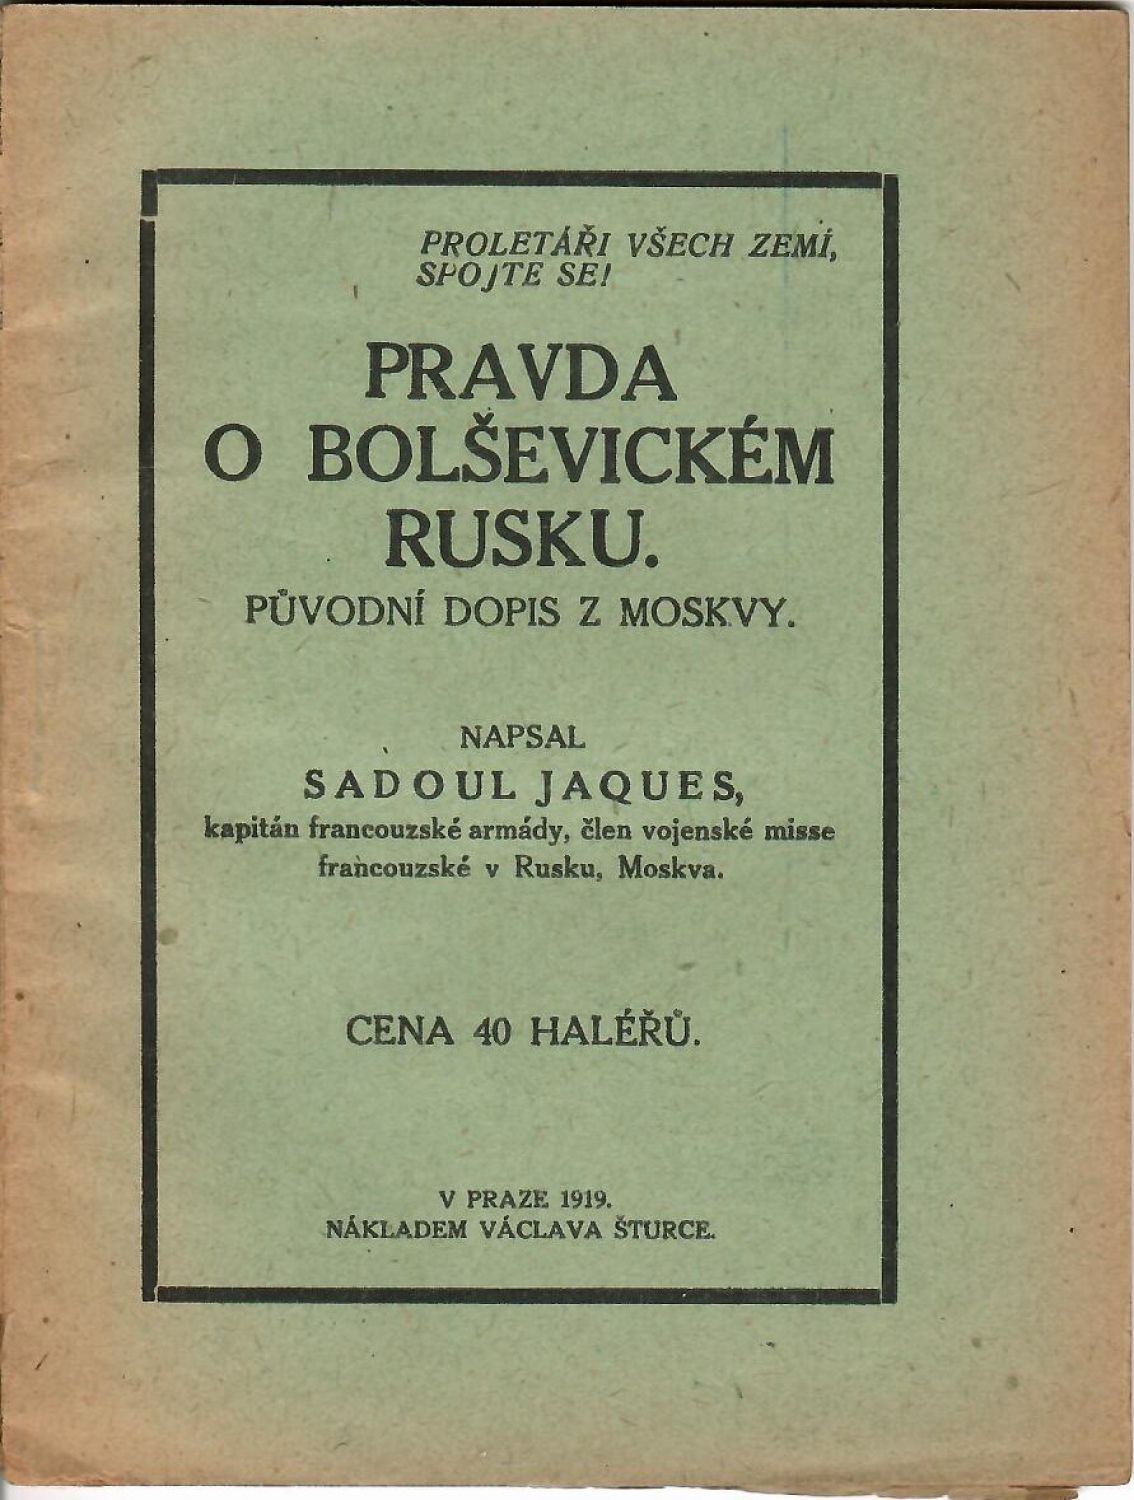 PROLETÁŘI VŠECH ZEMÍ,
SPOJTE SE!
PRAVDA
O BOLŠEVICKÉM
RUSKU.
PŮVODNÍ DOPIS Z MOSKVY.
NAPSAL
SADOUL JAQUES,
kapitán francouzské armády, člen vojenské misse
francouzské v Rusku, Moskva.
CENA 40 HALÉŘŮ.
V PRAZE 1919.
NÁKLADEM VÁCLAVA ŠTURCE.